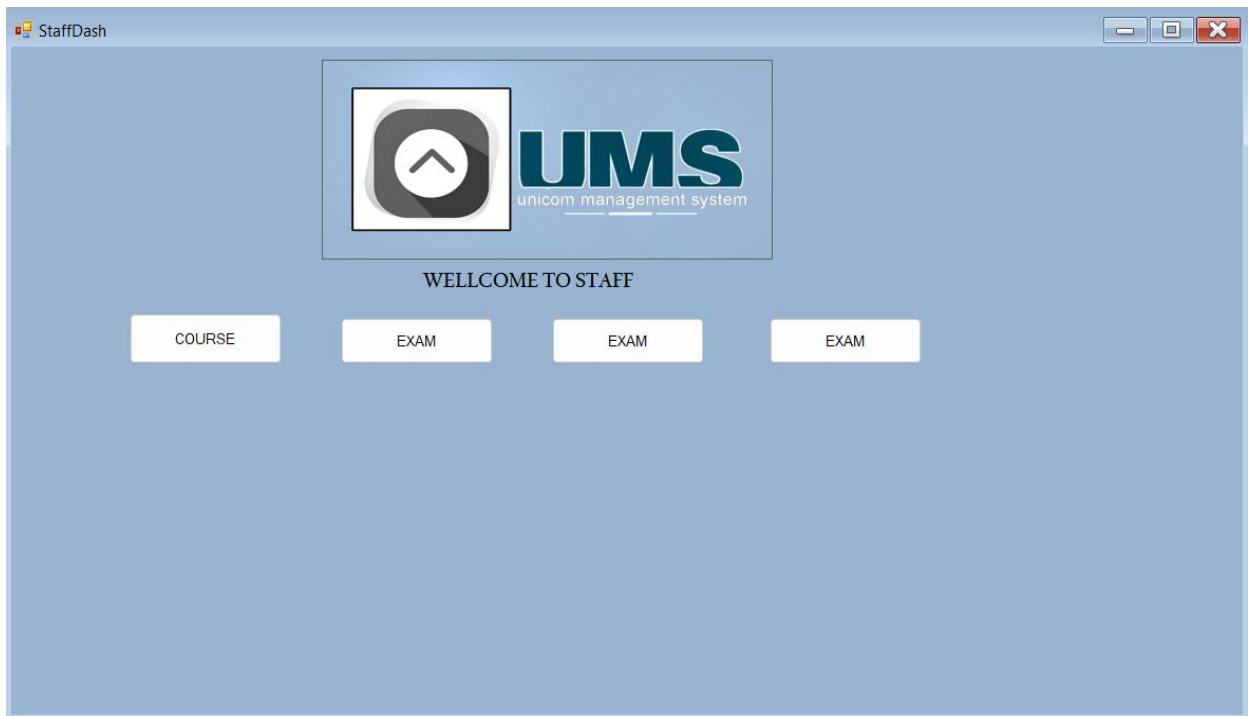 StaffDash
UMS
unicom management system
WELLCOME TO STAFF
COURSE EXAM EXAM EXAM